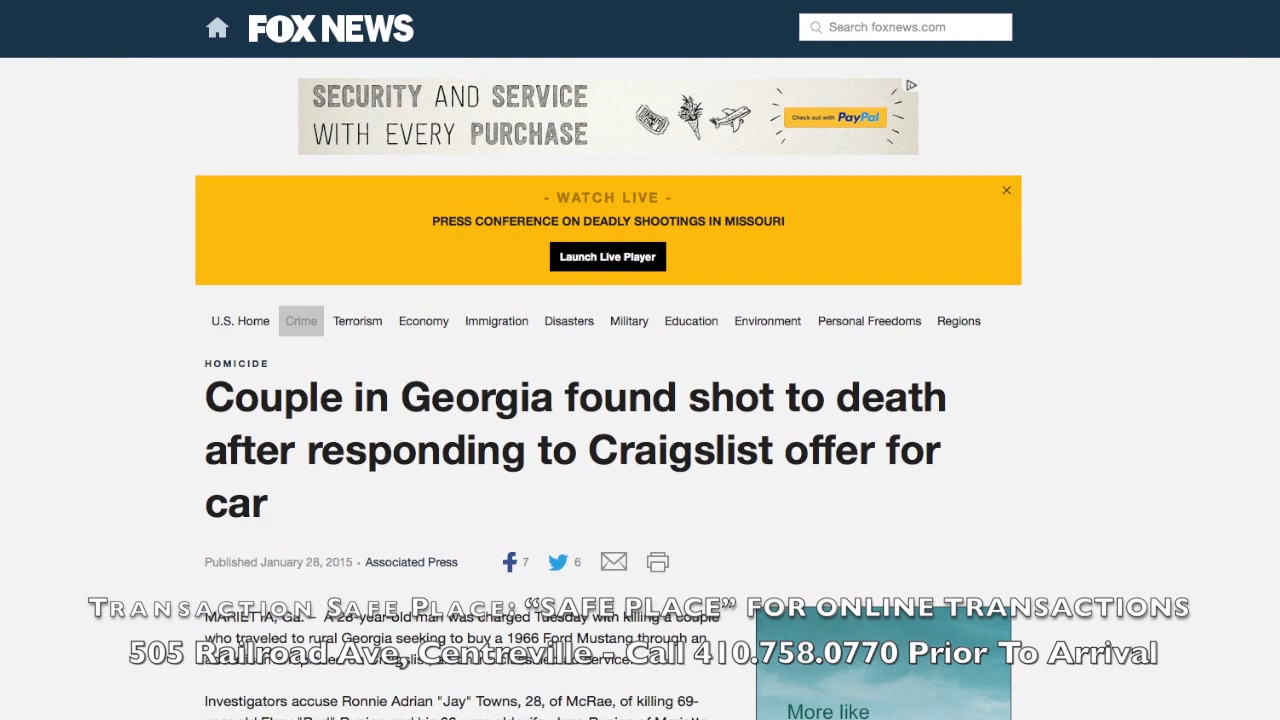 FOX NEWS
Search foxnews.com
SECURITY AND SERVICE
WITH EVERY PURCHASE
Check out with PayPal
- WATCH LIVE -
PRESS CONFERENCE ON DEADLY SHOOTINGS IN MISSOURI
Launch Live Player
U.S. Home Crime Terrorism Economy Immigration Disasters Military Education Environment Personal Freedoms Regions
HOMICIDE
Couple in Georgia found shot to death
after responding to Craigslist offer for
car
Published January 28, 2015 · Associated Press
7 6
TRANSACTION SAFE PLACE: “SAFE PLACE” FOR ONLINE TRANSACTIONS
MARIETTA, Ga. – A 28-year-old man was charged Tuesday with killing a couple
who traveled to rural Georgia seeking to buy a 1966 Ford Mustang through an
505 Railroad Ave, Centreville - Call 410.758.0770 Prior To Arrival
Investigators accuse Ronnie Adrian "Jay" Towns, 28, of McRae, of killing 69-
More like